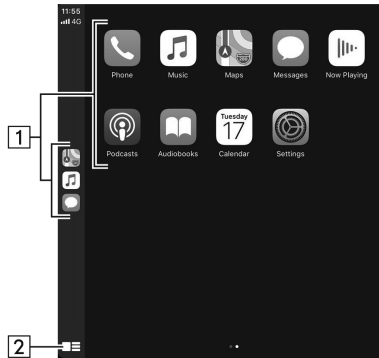 11:55
4G
Phone
Music
Maps
Messages
Now Playing
Tuesday
17
Podcasts
Audiobooks
Calendar
Settings
1
2